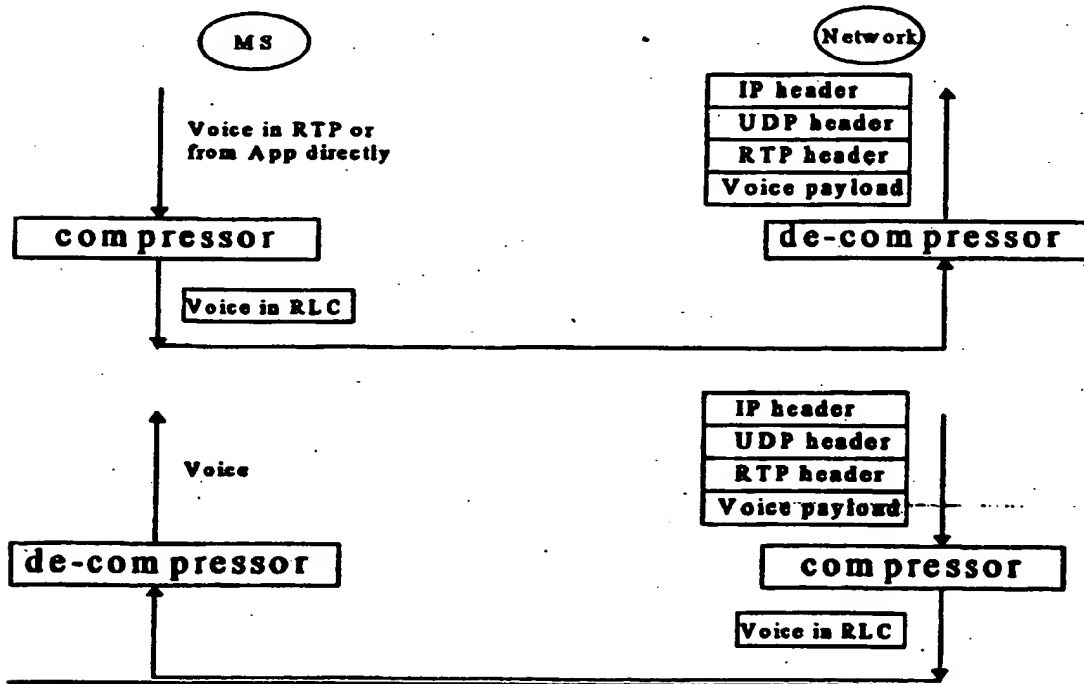 MS
Network
IP header
UDP header
RTP header
Voice payload
Voice in RTP or
from App directly
compressor
de-compressor
Voice in RLC
IP header
UDP header
RTP header
Voice payload
Voice
de-compressor
compressor
Voice in RLC